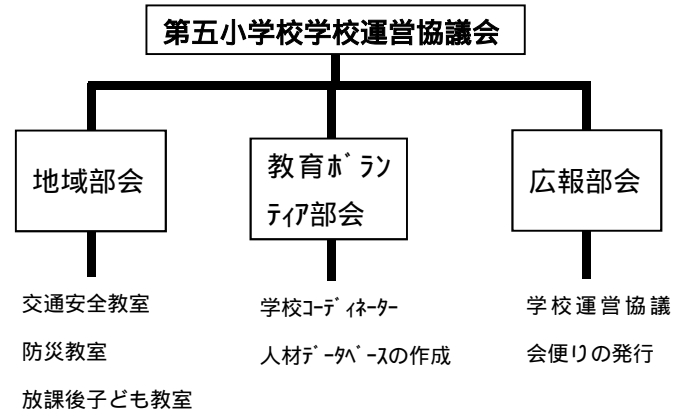 第五小学校学校運営協議会
地域部会
教育ﾎﾞﾗﾝ
ﾃｨｱ部会
広報部会
交通安全教室
防災教室
放課後子ども教室
学校ｺｰﾃﾞｨﾈｰﾀｰ
人材ﾃﾞｰﾀﾍﾞｰｽの作成
学校運営協議
会便りの発行